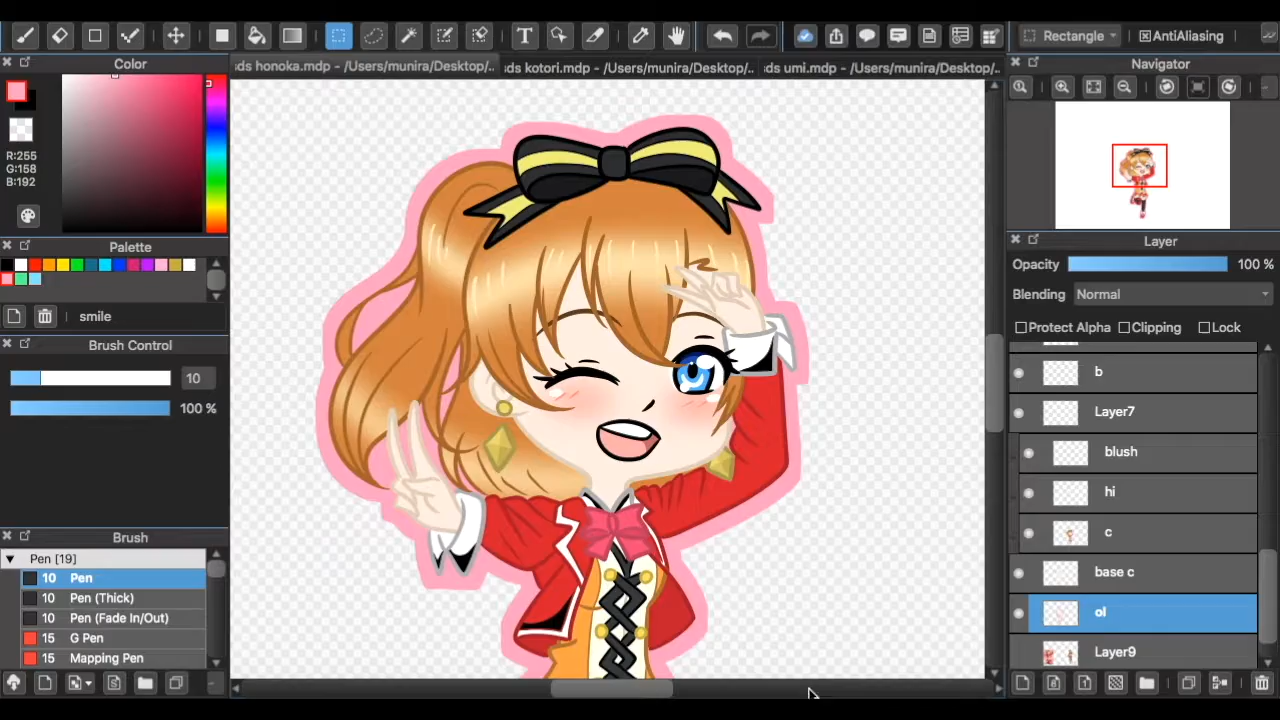 T
Rectangle
AntiAliasing
Color
ds honoka.mdp - /Users/munira/Desktop/..
ds kotori.mdp - /Users/munira/Desktop/..
ds umi.mdp - /Users/munira/Desktop/..
Navigator
R:255
G:158
B:192
Palette
Layer
Opacity
100 %
Blending
Normal
smile
Protect Alpha
Clipping
Lock
Brush Control
10
100 %
b
Layer7
blush
hi
c
base c
ol
Layer9
Brush
Pen [19]
10 Pen
10 Pen (Thick)
10 Pen (Fade In/Out)
15 G Pen
15 Mapping Pen